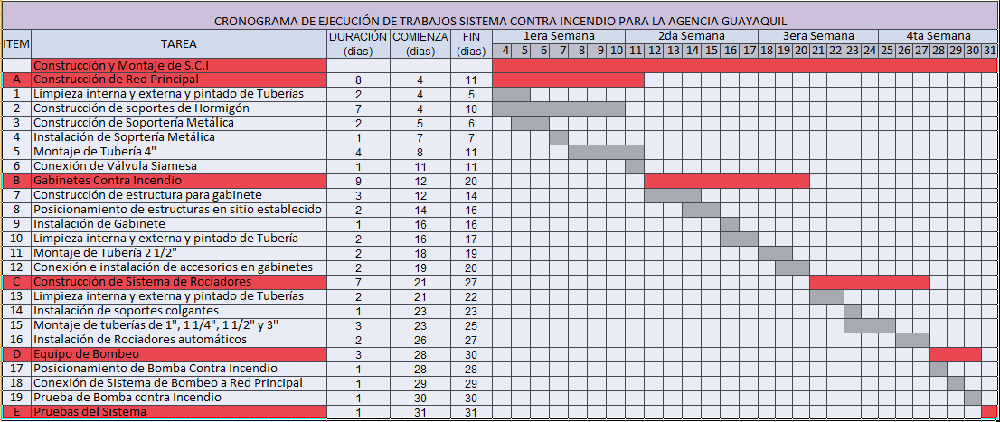 CRONOGRAMA DE EJECUCIÓN DE TRABAJOS SISTEMA CONTRA INCENDIO PARA LA AGENCIA GUAYAQUIL
ITEM TAREA DURACIÓN (dias) COMIENZA (dias) FIN (dias) 1era Semana 2da Semana 3era Semana 4ta Semana
4 5 6 7 8 9 10 11 12 13 14 15 16 17 18 19 20 21 22 23 24 25 26 27 28 29 30 31
Construcción y Montaje de S.C.I
A Construcción de Red Principal 8 4 11
1 Limpieza interna y externa y pintado de Tuberías 2 4 5
2 Construcción de soportes de Hormigón 7 4 10
3 Construcción de Soportería Metálica 2 5 6
4 Instalación de Soprtería Metálica 1 7 7
5 Montaje de Tubería 4" 4 8 11
6 Conexión de Válvula Siamesa 1 11 11
B Gabinetes Contra Incendio 9 12 20
7 Construcción de estructura para gabinete 3 12 14
8 Posicionamiento de estructuras en sitio establecido 2 14 16
9 Instalación de Gabinete 1 16 16
10 Limpieza interna y externa y pintado de Tubería 2 16 17
11 Montaje de Tubería 2 1/2" 2 18 19
12 Conexión e instalación de accesorios en gabinetes 2 19 20
C Construcción de Sistema de Rociadores 7 21 27
13 Limpieza interna y externa y pintado de Tuberías 2 21 22
14 Instalación de soportes colgantes 1 23 23
15 Montaje de tuberías de 1", 1 1/4", 1 1/2" y 3" 3 23 25
16 Instalación de Rociadores automáticos 2 26 27
D Equipo de Bombeo 3 28 30
17 Posicionamiento de Bomba Contra Incendio 1 28 28
18 Conexión de Sistema de Bombeo a Red Principal 1 29 29
19 Prueba de Bomba contra Incendio 1 30 30
E Pruebas del Sistema 1 31 31